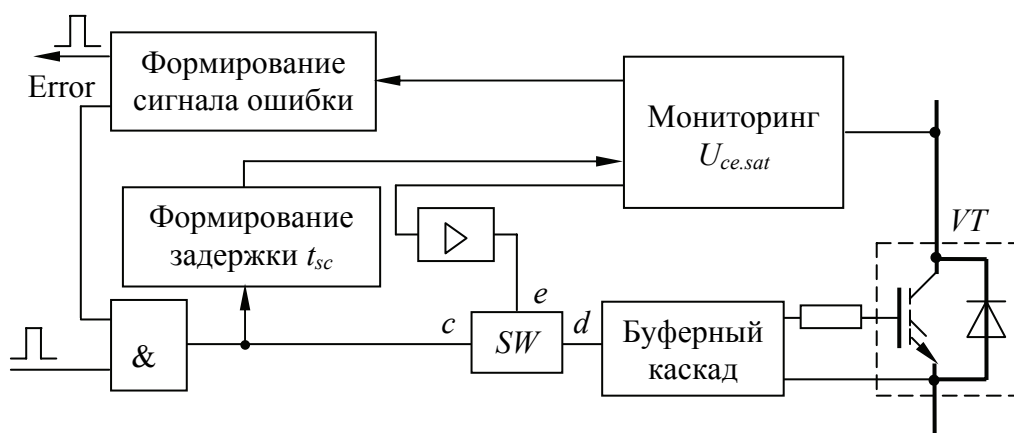 Error
Формирование
сигнала ошибки
Мониторинг
Uce.sat
Формирование
задержки tsc
VT
e
c
SW
d
&
Буферный
каскад